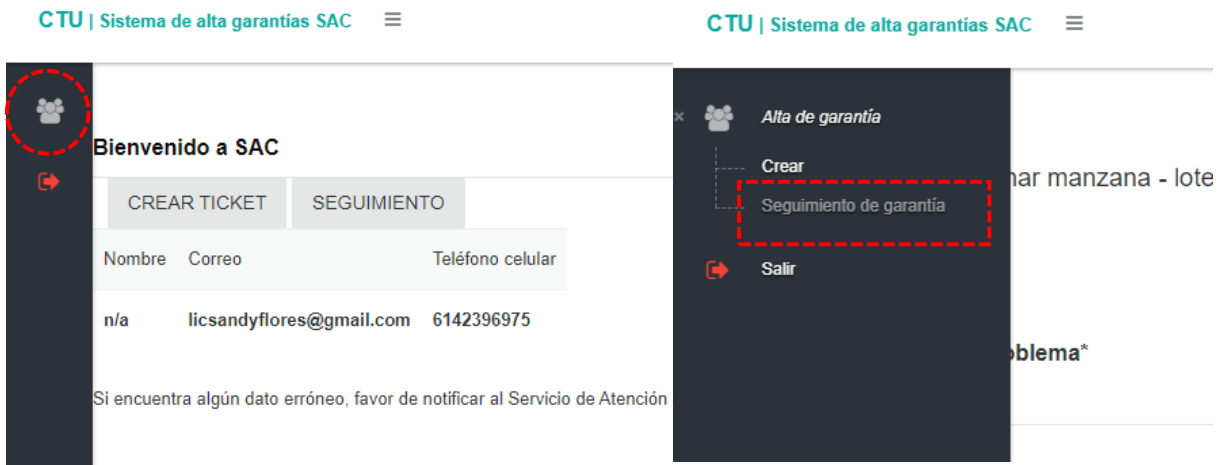 CTU | Sistema de alta garantías SAC
Bienvenido a SAC
CREAR TICKET SEGUIMIENTO
Nombre Correo Teléfono celular
n/a licsandyflores@gmail.com 6142396975
Si encuentra algún dato erróneo, favor de notificar al Servicio de Atención
CTU | Sistema de alta garantías SAC
Alta de garantía
Crear
Seguimiento de garantía
Salir
nar manzana - lote
oblema*